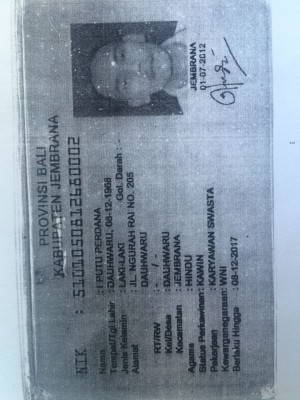 PROVINSI BALI
KABUPATEN JEMBRANA
NIK : 5101050812680002
Nama : I PUTU PERDANA
Tempat/Tgl Lahir : DAUHWARU, 08-12-1968
Jenis Kelamin : LAKI-LAKI Gol. Darah : -
Alamat : JL. NGURAH RAI NO. 205
DAUHWARU
RT/RW : - / -
Kel/Desa : DAUHWARU
Kecamatan : JEMBRANA
Agama : HINDU
Status Perkawinan: KAWIN
Pekerjaan : KARYAWAN SWASTA
Kewarganegaraan: WNI
Berlaku Hingga : 08-12-2017
JEMBRANA
01-07-2012